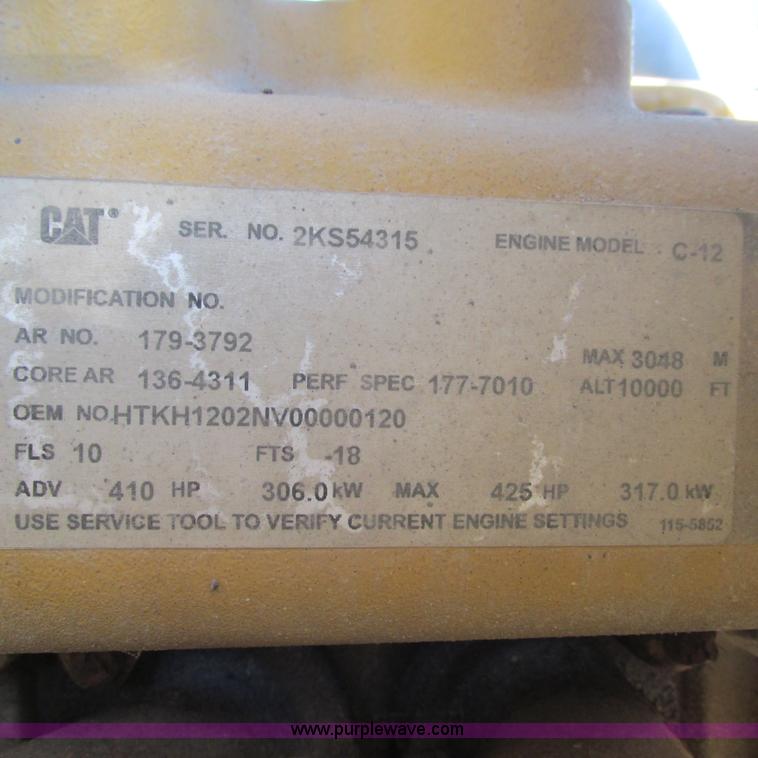 CAT® SER. NO. 2KS54315 ENGINE MODEL C-12
MODIFICATION NO.
AR NO. 179-3792 MAX 3048 M
CORE AR 136-4311 PERF SPEC 177-7010 ALT 10000 FT
OEM NO. HTKH1202NV00000120
FLS 10 FTS -18
ADV 410 HP 306.0 kW MAX 425 HP 317.0 kW
USE SERVICE TOOL TO VERIFY CURRENT ENGINE SETTINGS 115-5852
www.purplewave.com